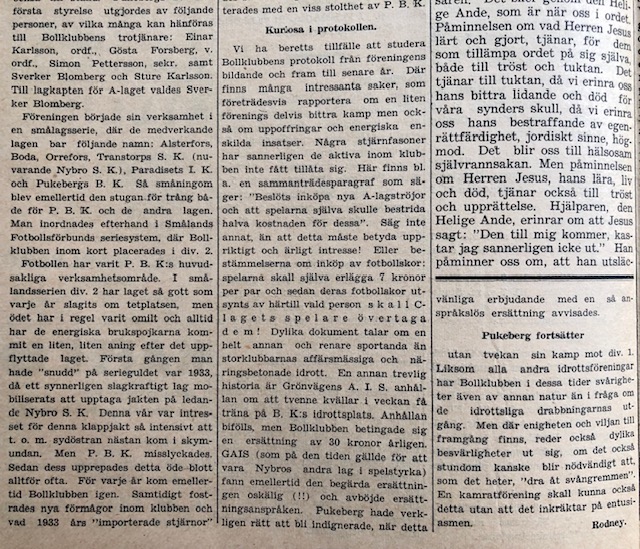 första styrelse utgjordes av följande
personer, av vilka många kan hänföras
till Bollklubbens trotjänare: Einar
Karlsson, ordf., Gösta Forsberg, v.
ordf., Simon Pettersson, sekr. samt
Sverker Blomberg och Sture Karlsson.
Till lagkapten för A-laget valdes Sver-
ker Blomberg.
Föreningen började sin verksamhet i
en smålagsserie, där de medverkande
lagen bar följande namn: Alsterfors,
Boda, Orrefors, Transtorps S. K. (nu-
varande Nybro S. K.), Paradisets I. K.
och Pukebergs B. K. Så småningom
blev emellertid den stugan för trång bå-
de för P. B. K. och de andra lagen.
Man inordnades efterhand i Smålands
Fotbollsförbunds seriesystem, där Bol-
klubben inom kort placerades i div. 2.
Fotbollen har varit P. B. K:s huvud-
sakliga verksamhetsområde. I små-
landsserien div. 2 har laget så gott som
varje år slagits om tetplatsen, men
ödet har i regel varit omilt och alltid
har de energiska brukspojkarna kom-
mit en liten, liten aning efter det upp-
flyttade laget. Första gången man
hade "snudd" på seriegulder var 1933,
då ett synnerligen slagkraftigt lag mo-
biliserats att upptaga jakten på ledan-
de Nybro S. K. Denna vår var intres-
set för denna klappjakt så intensivt att
t. o. m. sydöstran nästan kom i skym-
undan. Men P. B. K. misslyckades.
Sedan dess upprepades detta öde blott
alltför ofta. För varje år kom emeller-
tid Bollklubben igen. Samtidigt fost-
rades nya förmågor inom klubben och
vad 1933 års "importerade stjärnor"
terades med en viss stolthet av P. B. K.
Kuriosa i protokollen.
Vi ha beretts tillfälle att studera
Bollklubbens protokoll från föreningens
bildande och fram till senare år. Där
finns många intressanta saker, som
företrädesvis rapportera om en liten
förenings delvis bittra kamp men ock-
så om uppoffringar och energiska en-
skilda insatser. Några stjärnfasoner
har sannerligen de aktiva inom klub-
ben inte fått tillåta sig. Här finns bl.
a. en sammanträdesparagraf som sä-
ger: "Beslöts inköpa nya A-lagströjor
och att spelarna själva skulle bestrida
halva kostnaden för dessa". Säg inte
annat, än att detta måste betyda upp-
riktigt och ärligt intresse! Eller be-
stämmelserna om inköp av fotbollskor:
spelarna skall själva erlägga 7 kronor
per par och sedan deras fotbollskor ut-
synts av härtill vald person skall C-
lagets spelare övertaga
dem! Dylika dokument talar om en
helt annan och renare sportanda än
storklubbarnas affärsmässiga och nä-
ringsbetonade idrott. En annan trevlig
historia är Grönvägens A. I. S. anhål-
lan om att tvenne kvällar i veckan få
träna på B. K:s idrottsplats. Anhållan
bifölls, men Bollklubben betingade sig
en ersättning av 30 kronor årligen.
GAIS (som på den tiden gällde för att
vara Nybros andra lag i spelstyrka)
fann emellertid den begärda ersättnin-
gen oskälig (!!) och avböjde ersätt-
ningsanspråken. Pukeberg hade verk-
ligen rätt att bli indignerade, när detta
ge Ande, som är när oss i ordet.
Påminnelsen om vad Herren Jesus
lärt och gjort, tjänar, för dem
som tillämpa ordet på sig själva,
både till tröst och tuktan. Det
tjänar till tuktan, då vi erinra oss
hans bittra lidande och död för
våra synders skull, då vi erinra
oss hans bestraffande av egen-
rättfärdighet, jordiskt sinne, hög-
mod. Det blir oss till hälsosam
självrannsakan. Men påminnelsen
om Herren Jesus, hans lära, liv
och död, tjänar också till tröst
och upprättelse. Hjälparen, den
Helige Ande, erinrar om att Jesus
sagt: "Den till mig kommer, kas-
tar jag sannerligen icke ut." Han
påminner oss om, att han utsläc-
vänliga erbjudande med en så an-
språkslös ersättning avvisades.
Pukeberg fortsätter
utan tvekan sin kamp mot div. 1.
Liksom alla andra idrottsföreningar
har Bollklubben i dessa tider svårighe-
ter även av annan natur än i fråga om
de idrottsliga drabbningarnas ut-
gång. Men där enigheten och viljan till
framgång finns, reder också dylika
besvärligheter ut sig, om det också
stundom kanske blir nödvändigt att,
som det heter, "dra åt svångremmen".
En kamratförening skall kunna också
detta utan att det inkräktar på entusi-
asmen.
Rodney.